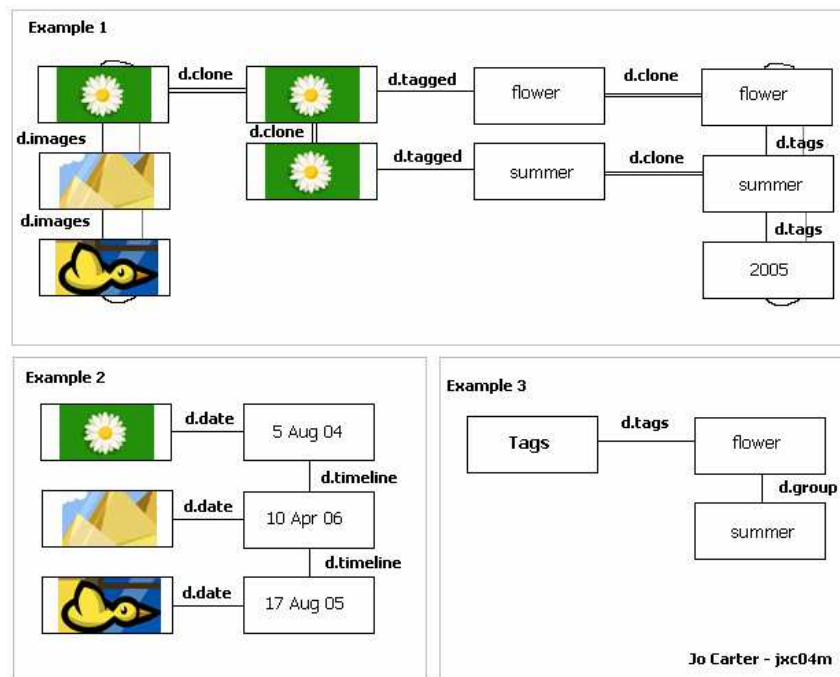 Example 1
d.clone
d.tagged
flower
d.clone
flower
d.images
d.clone
d.tags
d.tagged
summer
d.clone
summer
d.images
d.tags
2005
Example 2
d.date
5 Aug 04
d.timeline
d.date
10 Apr 06
d.timeline
d.date
17 Aug 05
Example 3
Tags
d.tags
flower
d.group
summer
Jo Carter - jxc04m